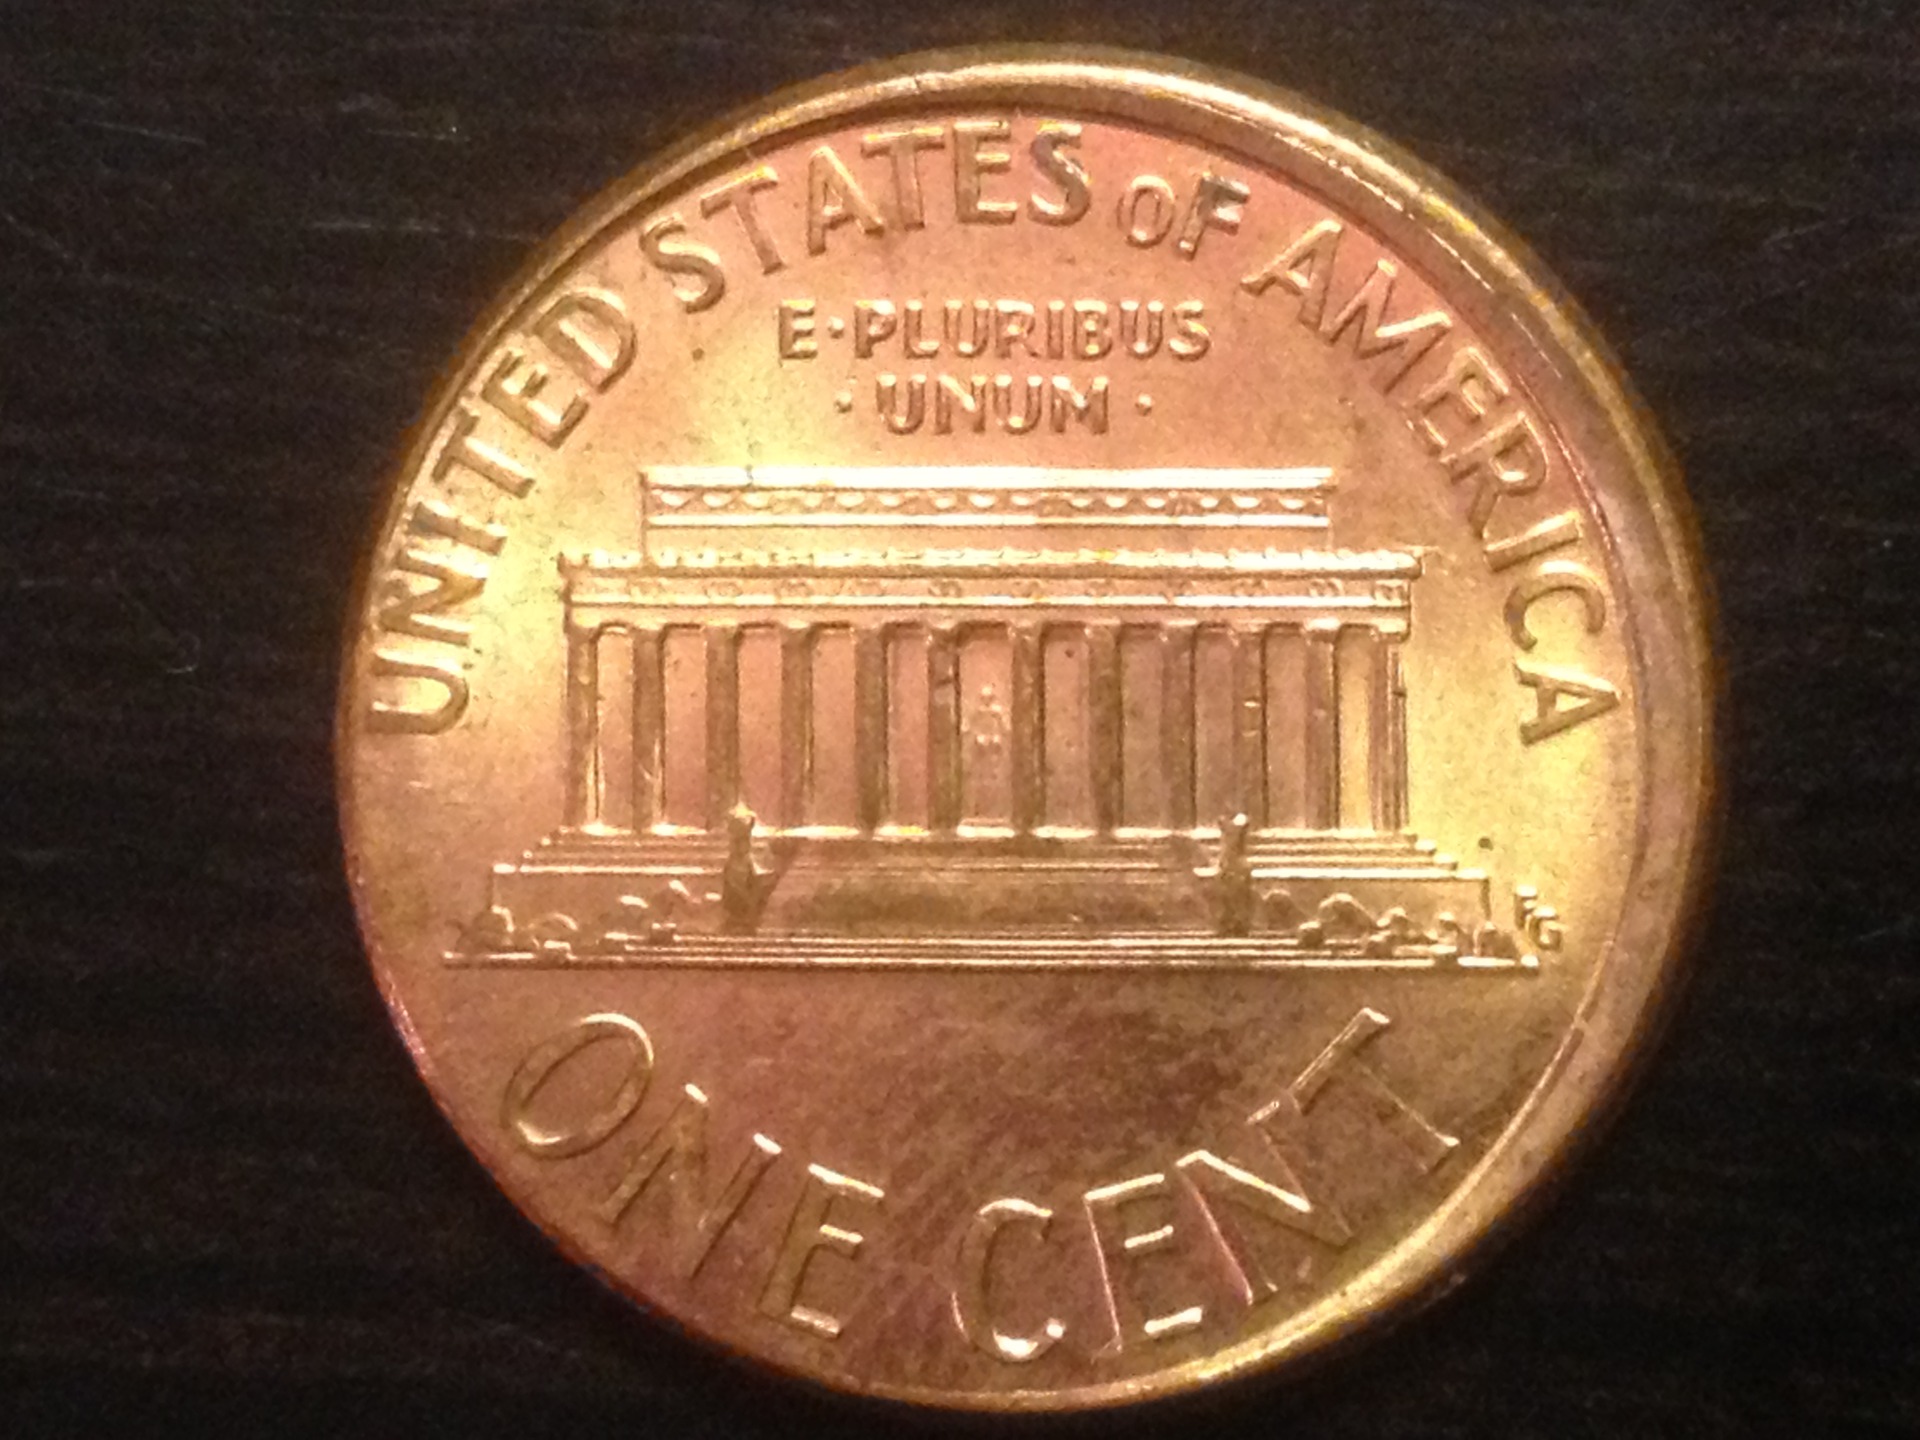 UNITED STATES OF AMERICA
E·PLURIBUS
·UNUM·
FG
ONE CENT